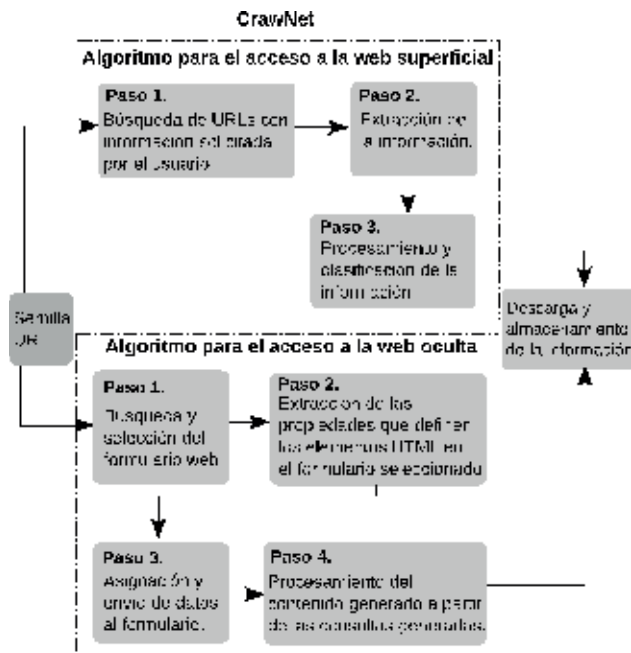 CrawNet
Algoritmo para el acceso a la web superficial
Paso 1.
Búsqueda de URLs con
información solicitada
por el usuario
Paso 2.
Extracción de
la información.
Paso 3.
Procesamiento y
clasificación de la
información
Semilla
URL
Descarga y
almacenamiento
de la información
Algoritmo para el acceso a la web oculta
Paso 1.
Búsqueda y
selección del
formulario web
Paso 2.
Extracción de las
propiedades que definen
los elementos HTML en
el formulario seleccionado
Paso 3.
Asignación y
envío de datos
al formulario.
Paso 4.
Procesamiento del
contenido generado a partir
de las consultas generadas.